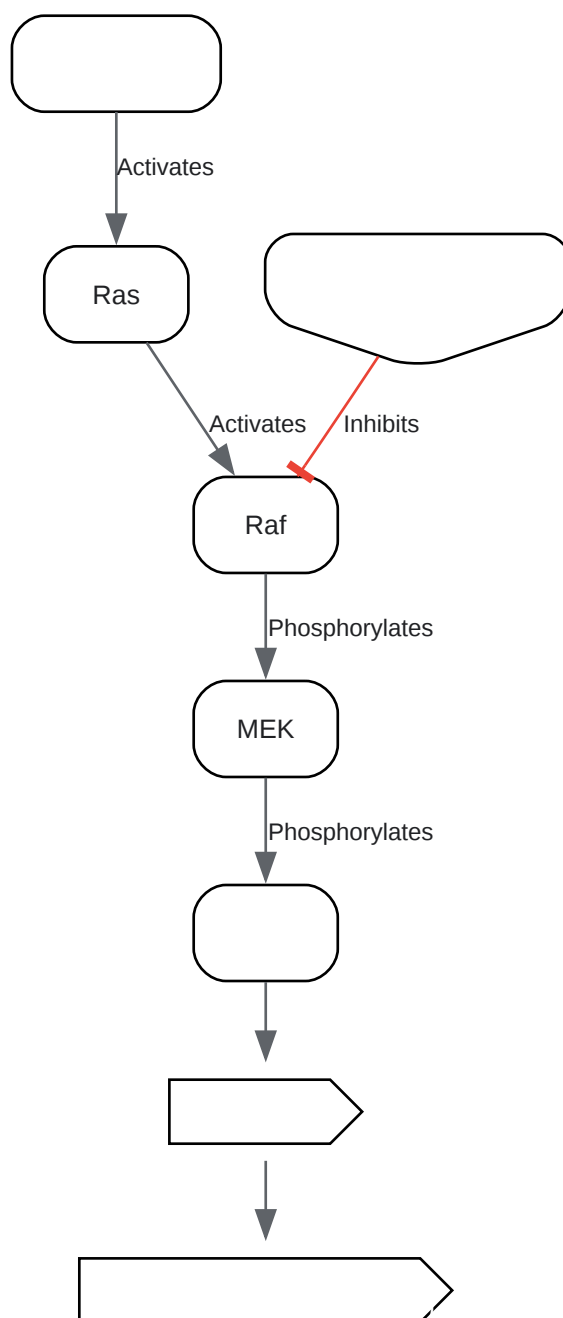 Activates
Ras
Activates
Inhibits
Raf
Phosphorylates
MEK
Phosphorylates